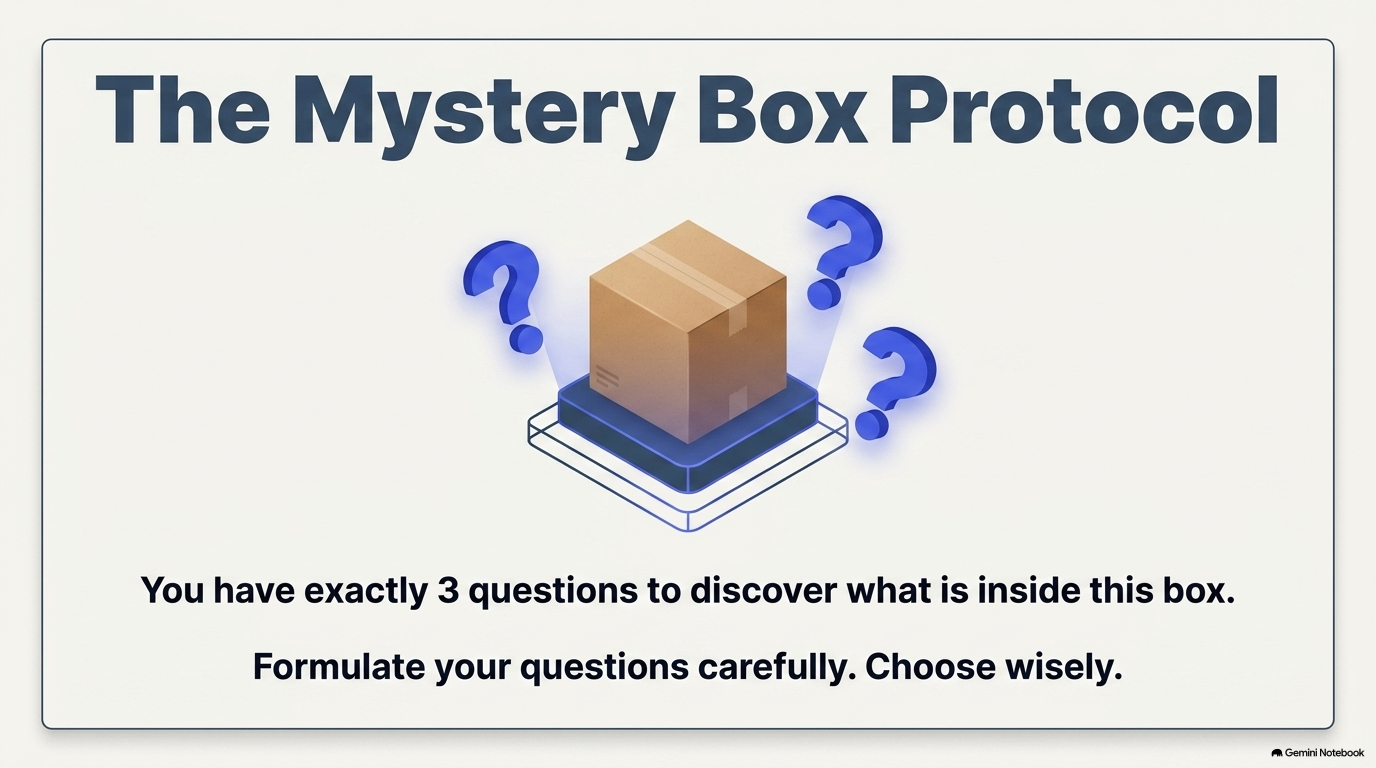 The Mystery Box Protocol
You have exactly 3 questions to discover what is inside this box.
Formulate your questions carefully. Choose wisely.
Gemini Notebook